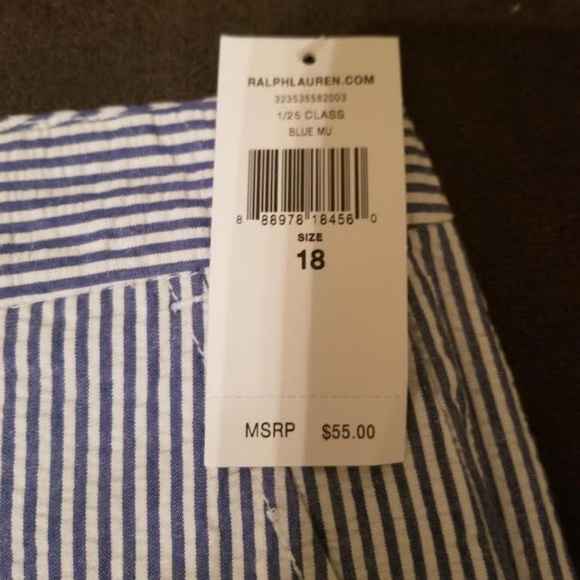 RALPHLAUREN.COM
323535582003
1/25 CLASS
BLUE MU
8 88978 18456 0
SIZE
18
MSRP $55.00